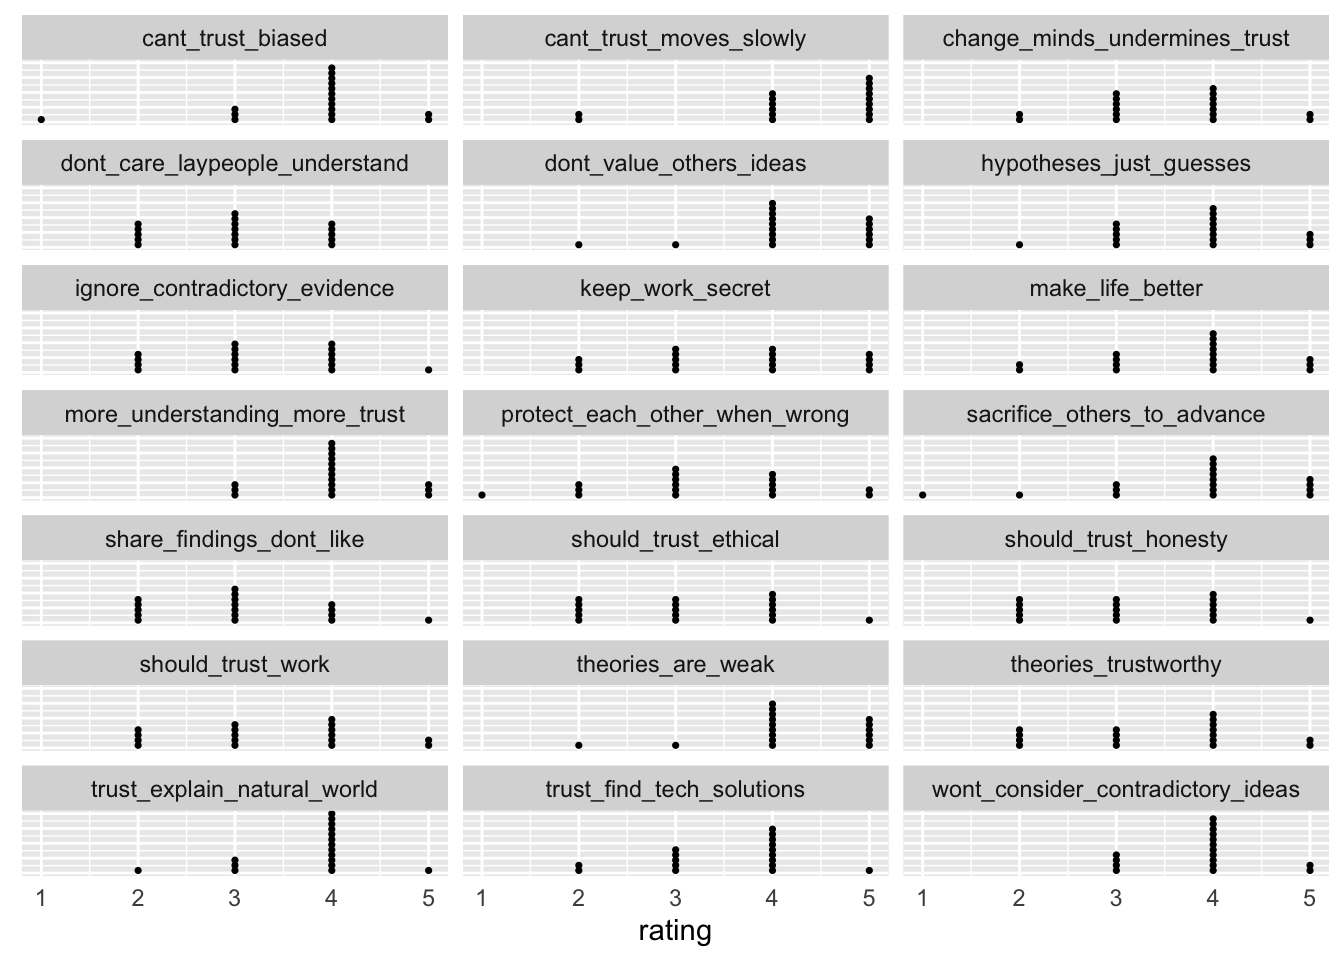 cant_trust_biased
cant_trust_moves_slowly
change_minds_undermines_trust
dont_care_laypeople_understand
dont_value_others_ideas
hypotheses_just_guesses
ignore_contradictory_evidence
keep_work_secret
make_life_better
more_understanding_more_trust
protect_each_other_when_wrong
sacrifice_others_to_advance
share_findings_dont_like
should_trust_ethical
should_trust_honesty
should_trust_work
theories_are_weak
theories_trustworthy
trust_explain_natural_world
trust_find_tech_solutions
wont_consider_contradictory_ideas
1 2 3 4 5
1 2 3 4 5
1 2 3 4 5
rating